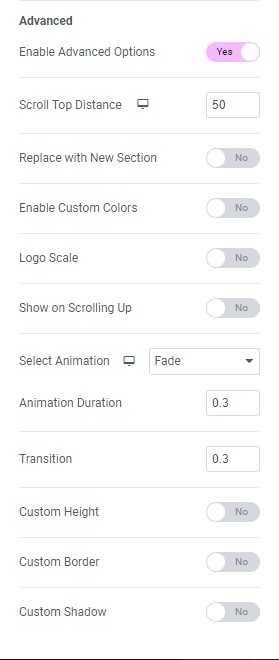 Advanced
Enable Advanced Options Yes
Scroll Top Distance 50
Replace with New Section No
Enable Custom Colors No
Logo Scale No
Show on Scrolling Up No
Select Animation Fade
Animation Duration 0.3
Transition 0.3
Custom Height No
Custom Border No
Custom Shadow No